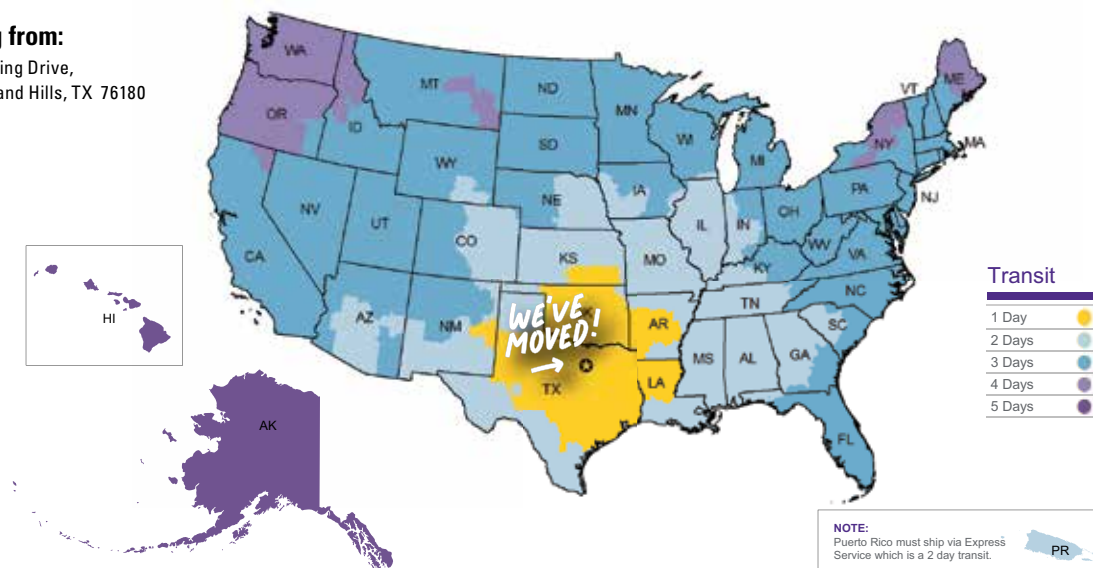 g from:
ing Drive,
and Hills, TX 76180
WA
OR
MT
ID
ND
SD
MN
WI
MI
WY
NE
IA
NV
UT
CO
KS
MO
IL
IN
OH
PA
NY
VT
ME
MA
NJ
WV
VA
KY
NC
TN
SC
CA
AZ
NM
AR
MS
AL
GA
LA
TX
FL
WE'VE
MOVED!
HI
AK
Transit
1 Day
2 Days
3 Days
4 Days
5 Days
NOTE:
Puerto Rico must ship via Express
Service which is a 2 day transit.
PR